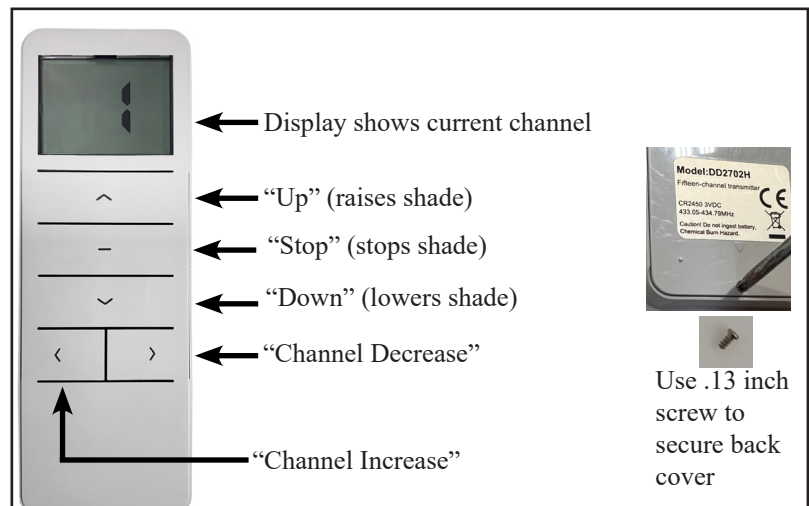 1
Display shows current channel
“Up” (raises shade)
“Stop” (stops shade)
“Down” (lowers shade)
“Channel Decrease”
“Channel Increase”
Model:DD2702H
Fifteen-channel transmitter
CE
CR2450 3VDC
433.05-434.79MHz
Caution! Do not ingest battery,
Chemical Burn Hazard.
Use .13 inch
screw to
secure back
cover